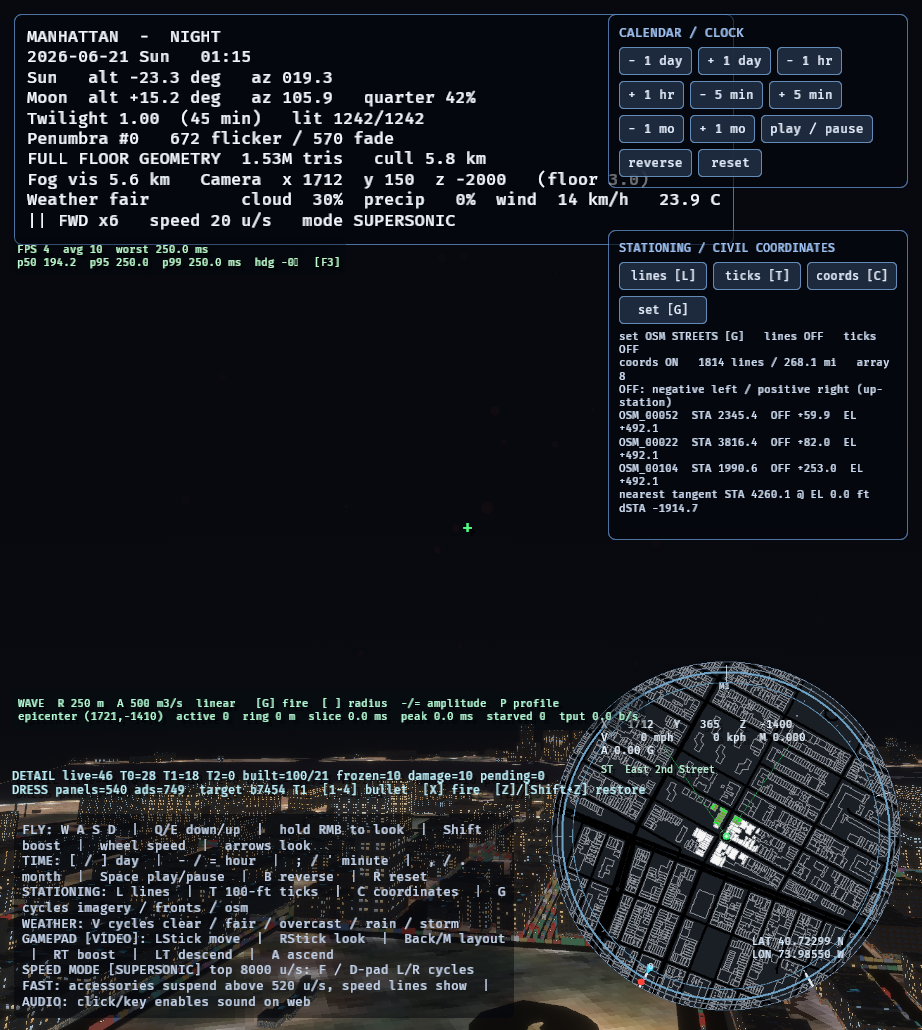 MANHATTAN - NIGHT
2026-06-21 Sun 01:15
Sun alt -23.3 deg az 019.3
Moon alt +15.2 deg az 105.9 quarter 42%
Twilight 1.00 (45 min) lit 1242/1242
Penumbra #0 672 flicker / 570 fade
FULL FLOOR GEOMETRY 1.53M tris cull 5.8 km
Fog vis 5.6 km Camera x 1712 y 150 z -2000 (floor 3.0)
Weather fair cloud 30% precip 0% wind 14 km/h 23.9 C
|| FWD x6 speed 20 u/s mode SUPERSONIC
FPS 4 avg 10 worst 250.0 ms
p50 194.2 p95 250.0 p99 250.0 ms hdg -0 [F3]
CALENDAR / CLOCK
- 1 day + 1 day - 1 hr
+ 1 hr - 5 min + 5 min
- 1 mo + 1 mo play / pause
reverse reset
STATIONING / CIVIL COORDINATES
lines [L] ticks [T] coords [C]
set [G]
set OSM STREETS [G] lines OFF ticks
OFF
coords ON 1814 lines / 268.1 mi array
8
OFF: negative left / positive right (up-
station)
OSM_00052 STA 2345.4 OFF +59.9 EL
+492.1
OSM_00022 STA 3816.4 OFF +82.0 EL
+492.1
OSM_00104 STA 1990.6 OFF +253.0 EL
+492.1
nearest tangent STA 4260.1 @ EL 0.0 ft
dSTA -1914.7
WAVE R 250 m A 500 m3/s linear [G] fire [ ] radius -/= amplitude P profile
epicenter (1721,-1410) active 0 ring 0 m slice 0.0 ms peak 0.0 ms starved 0 tput 0.0 b/s
1712 Y 365 Z -1400
V 0 mph 0 kph M 0.000
A 0.00 G
ST East 2nd Street
DETAIL live=46 T0=28 T1=18 T2=0 built=100/21 frozen=10 damage=10 pending=0
DRESS panels=540 ads=749 target b7454 T1 [1-4] bullet [X] fire [Z]/[Shift+Z] restore
FLY: W A S D | Q/E down/up | hold RMB to look | Shift
boost | wheel speed | arrows look
TIME: [ / ] day | - / = hour | ; / ' minute | , / .
month | Space play/pause | B reverse | R reset
STATIONING: L lines | T 100-ft ticks | C coordinates | G
cycles imagery / fronts / osm
WEATHER: V cycles clear / fair / overcast / rain / storm
GAMEPAD [VIDEO]: LStick move | RStick look | Back/M layout
| RT boost | LT descend | A ascend
SPEED MODE [SUPERSONIC] top 8000 u/s: F / D-pad L/R cycles
FAST: accessories suspend above 520 u/s, speed lines show |
AUDIO: click/key enables sound on web
LAT 40.72299 N
LON 73.98550 W